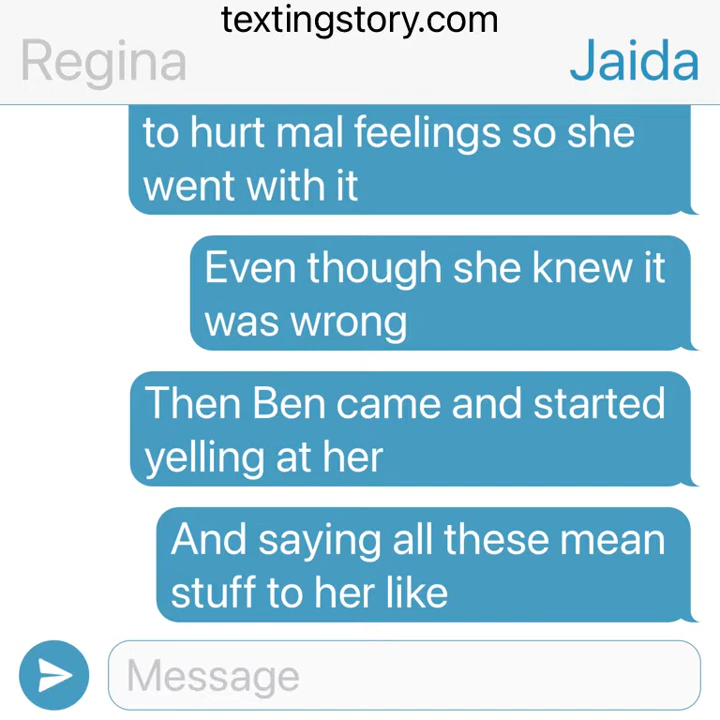 textingstory.com
Regina
Jaida
to hurt mal feelings so she
went with it
Even though she knew it
was wrong
Then Ben came and started
yelling at her
And saying all these mean
stuff to her like
Message